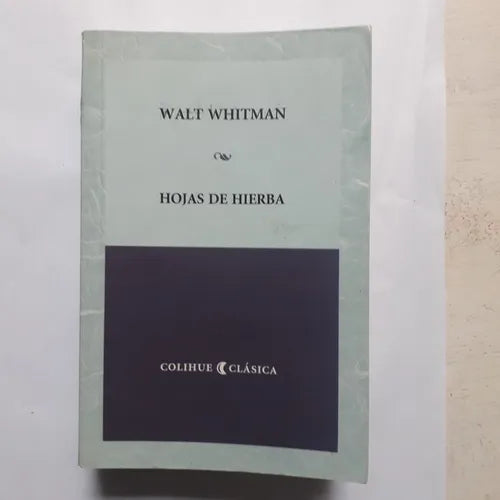 WALT WHITMAN
HOJAS DE HIERBA
COLIHUE CLÁSICA